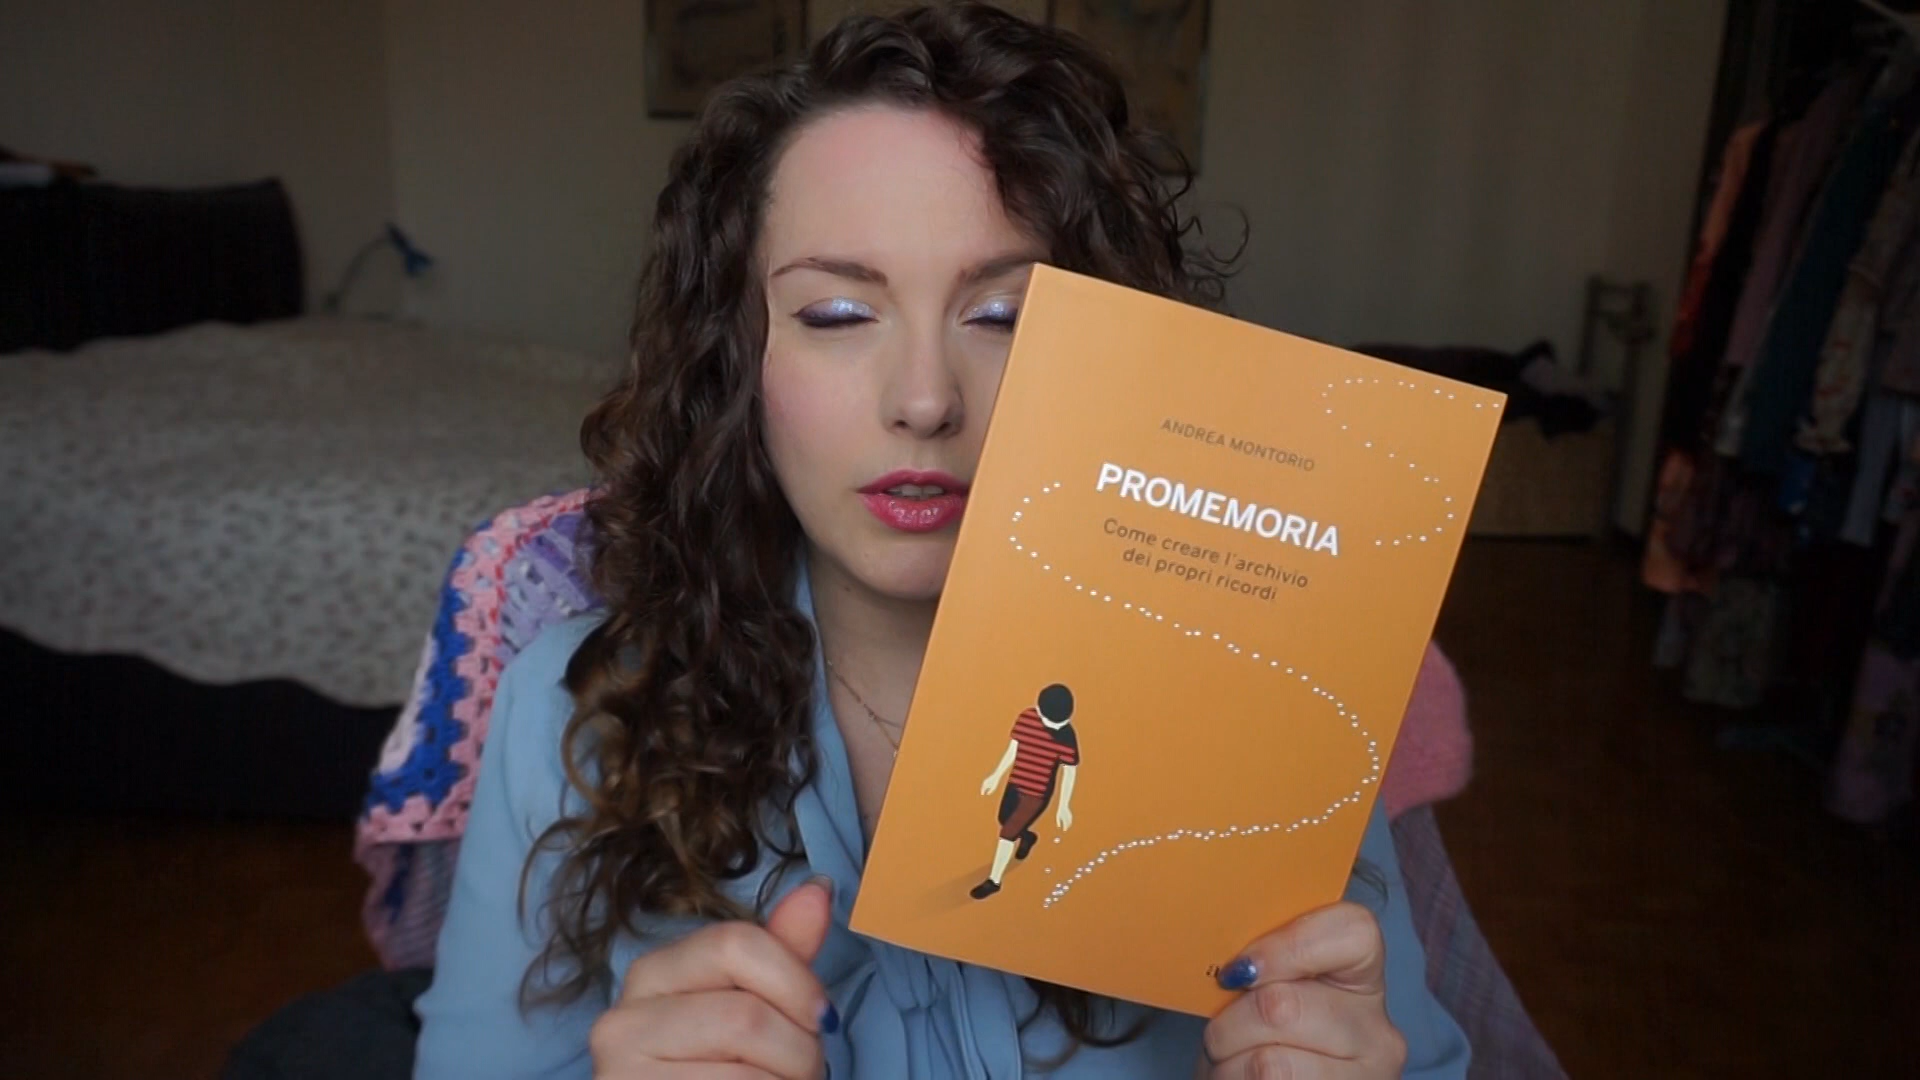 ANDREA MONTORIO
PROMEMORIA
Come creare l'archivio
dei propri ricordi